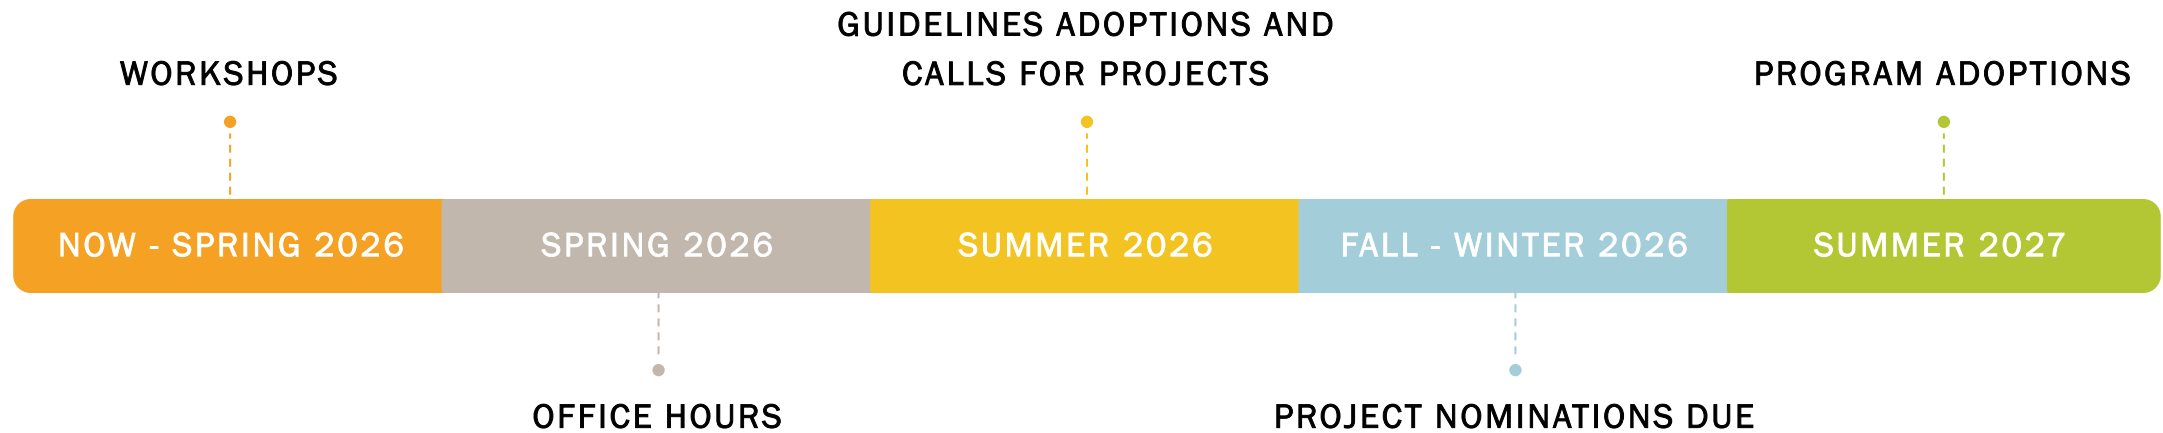 GUIDELINES ADOPTIONS AND
CALLS FOR PROJECTS
WORKSHOPS
PROGRAM ADOPTIONS
NOW - SPRING 2026
SPRING 2026
SUMMER 2026
FALL - WINTER 2026
SUMMER 2027
OFFICE HOURS
PROJECT NOMINATIONS DUE